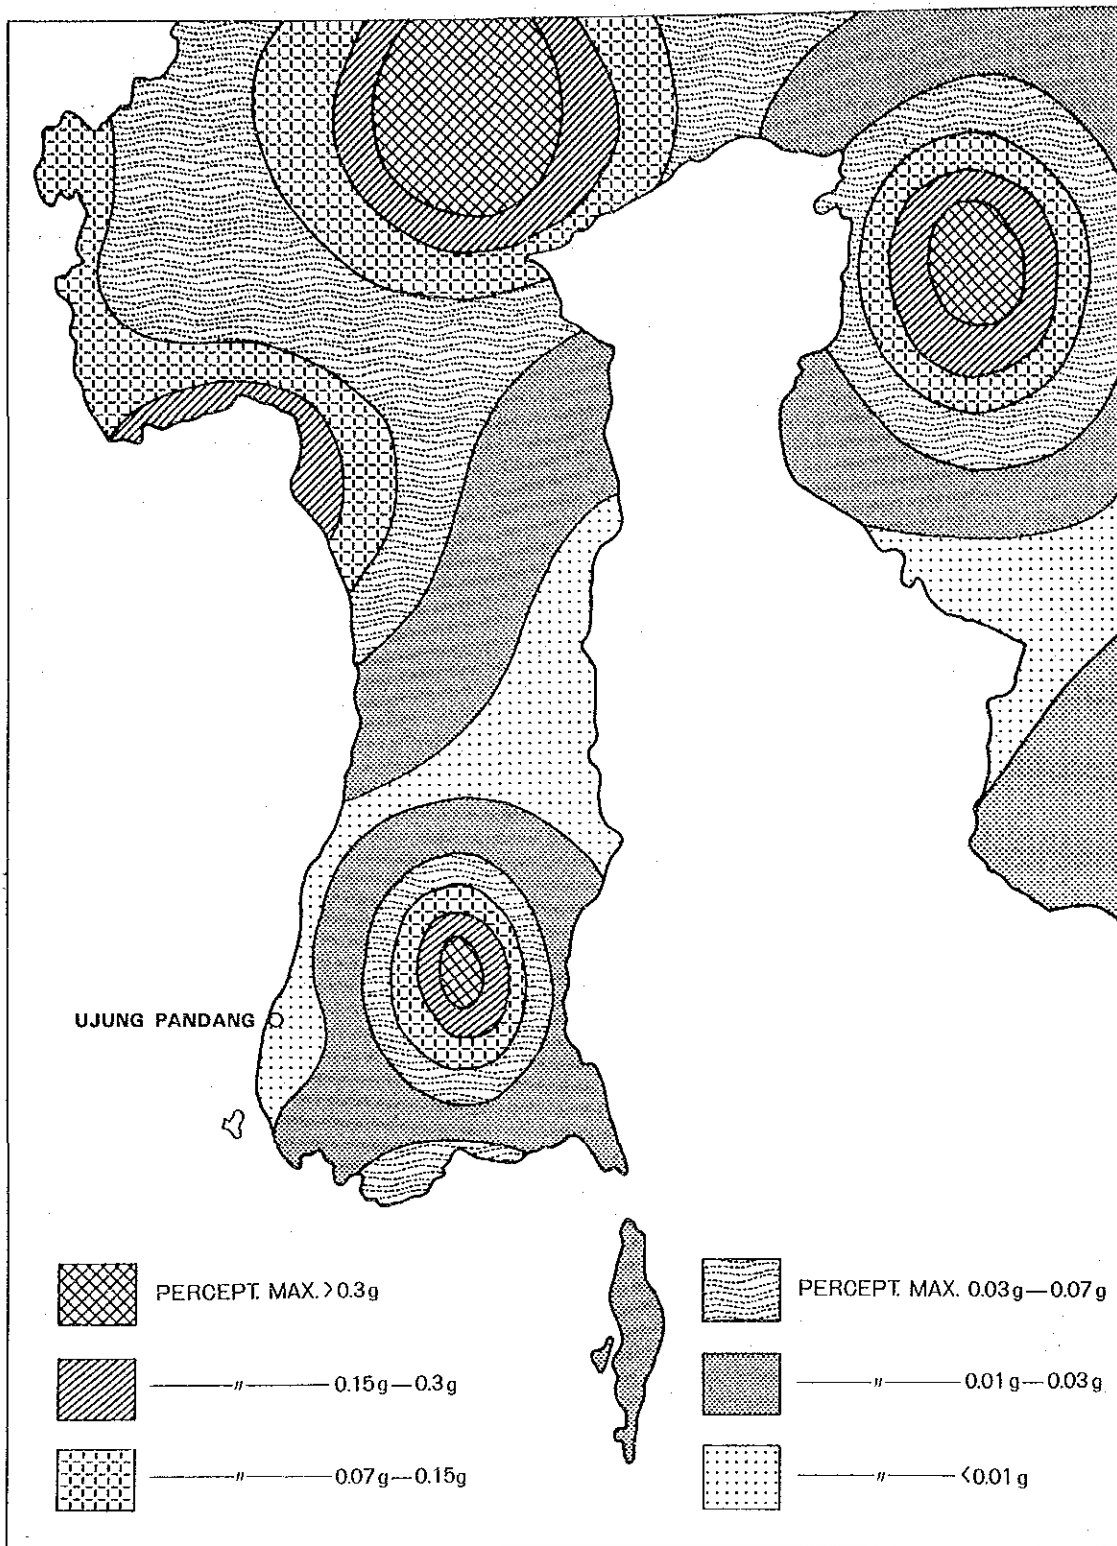 UJUNG PANDANG
PERCEPT. MAX. >0.3g
〃 0.15g—0.3g
〃 0.07g—0.15g
PERCEPT. MAX. 0.03g—0.07g
〃 0.01g—0.03g
〃 <0.01g